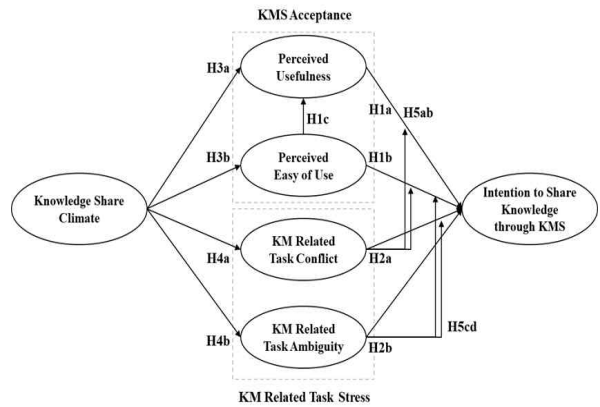 KMS Acceptance
Perceived
Usefulness
H3a
H1a
H5ab
H1c
H3b
Perceived
Easy of Use
H1b
Knowledge Share
Climate
Intention to Share
Knowledge
through KMS
KM Related
Task Conflict
H4a
H2a
KM Related
Task Ambiguity
H4b
H2b
H5cd
KM Related Task Stress